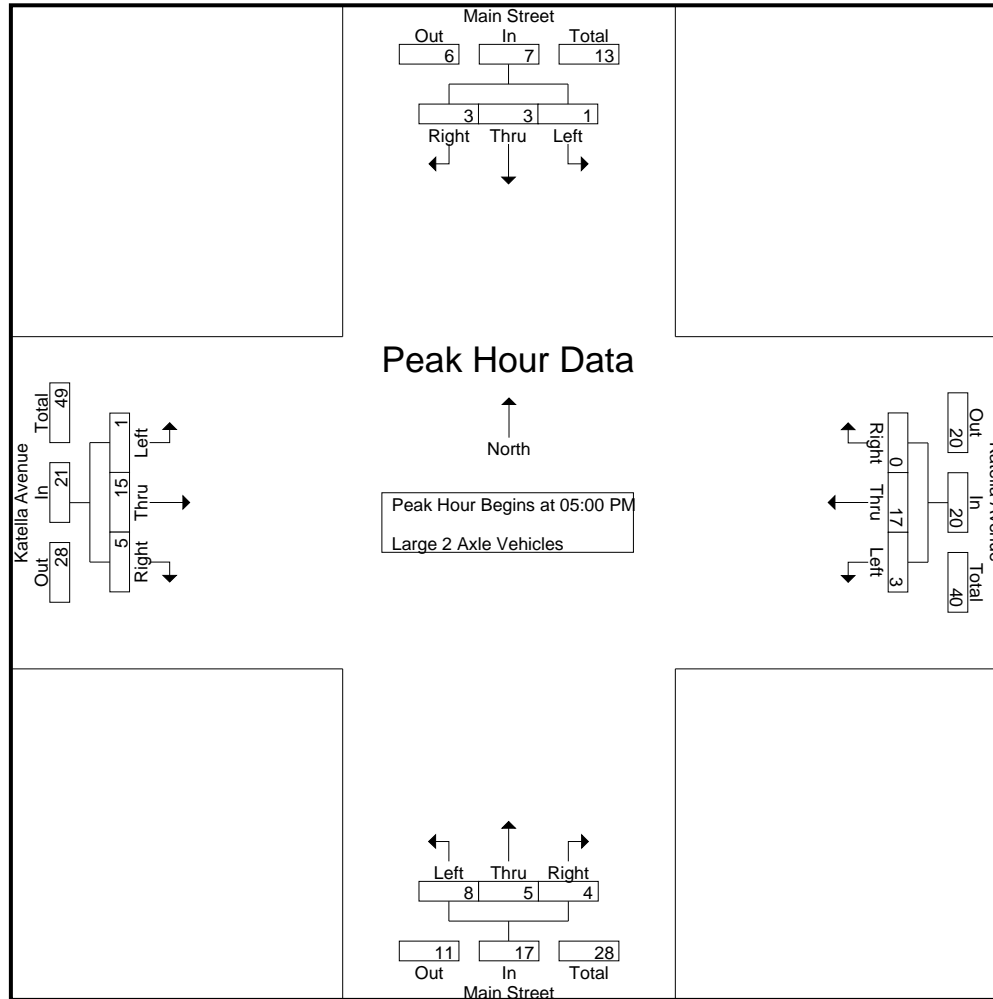 Main Street
Out In Total
6 7 13
3 3 1
Right Thru Left
Peak Hour Data
North
Peak Hour Begins at 05:00 PM
Large 2 Axle Vehicles
Katella Avenue
Out In Total
28 21 49
5 15 1
Right Thru Left
Out In Total
20 20 40
0 17 3
Right Thru Left
Left Thru Right
8 5 4
11 17 28
Out In Total
Main Street